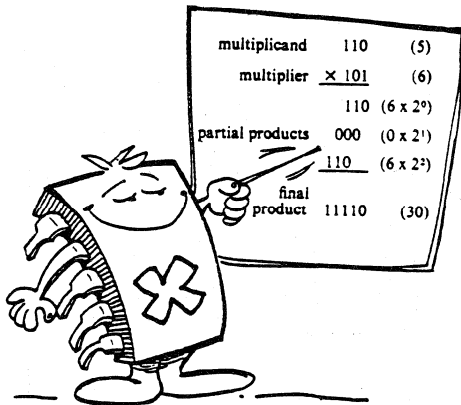 multiplicand 110 (5)
multiplier × 101 (6)
110 (6 x 2⁰)
partial products 000 (0 x 2¹)
110 (6 x 2²)
final
product 11110 (30)